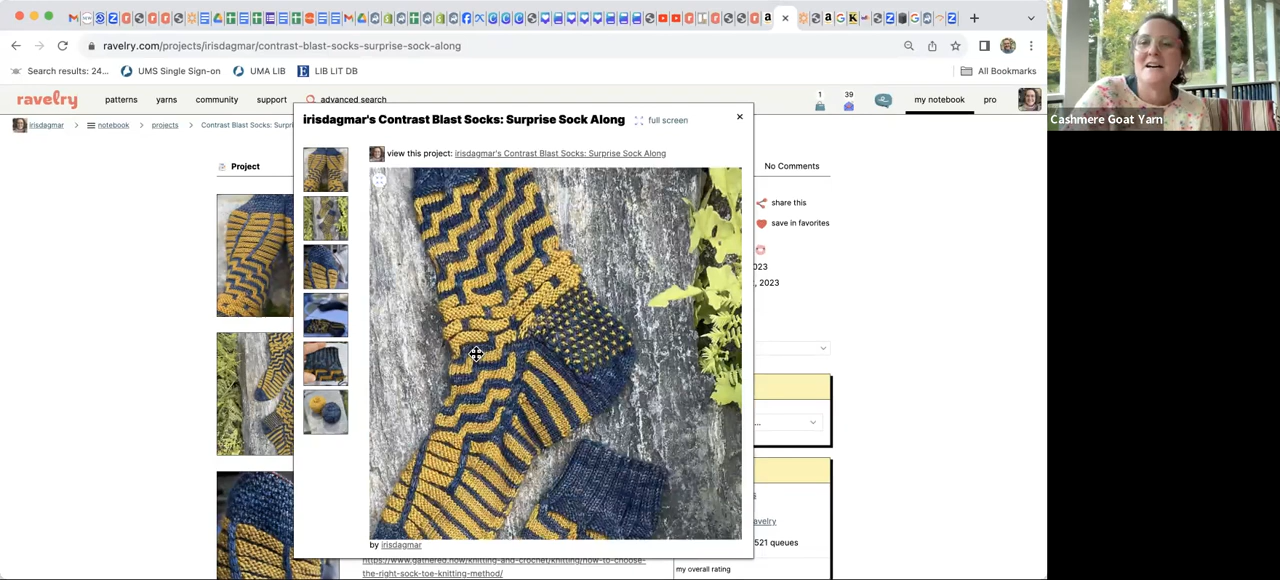 ravelry.com/projects/irisdagmar/contrast-blast-socks-surprise-sock-along
Search results: 24...
UMS Single Sign-on
UMA LIB
LIB LIT DB
All Bookmarks
ravelry
patterns
yarns
community
support
advanced search
1
39
my notebook
pro
Cashmere Goat Yarn
irisdagmar
notebook
projects
Contrast Blast Socks: Surpr
irisdagmar's Contrast Blast Socks: Surprise Sock Along
full screen
view this project: irisdagmar's Contrast Blast Socks: Surprise Sock Along
Project
No Comments
share this
save in favorites
023
, 2023
avelry
521 queues
by irisdagmar
https://www.gathered.how/knitting-and-crochet/knitting/how-to-choose-
the-right-sock-toe-knitting-method/
my overall rating